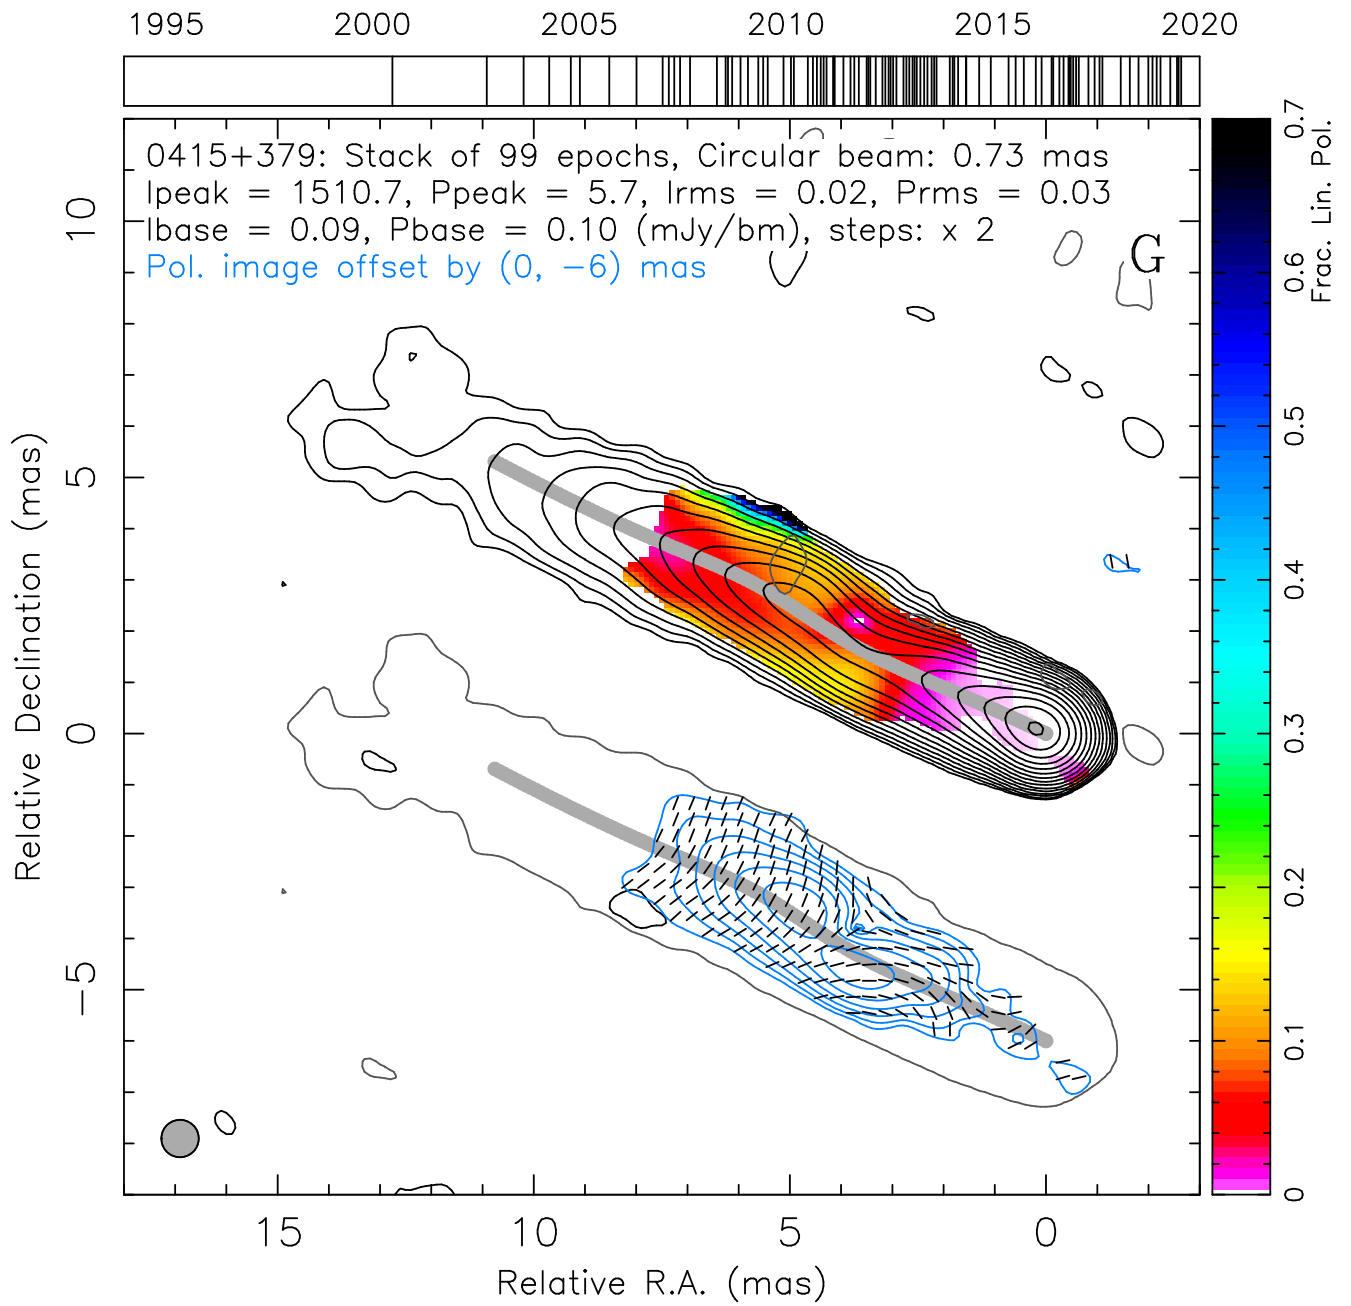 1995 2000 2005 2010 2015 2020
0415+379: Stack of 99 epochs, Circular beam: 0.73 mas
Ipeak = 1510.7, Ppeak = 5.7, Irms = 0.02, Prms = 0.03
Ibase = 0.09, Pbase = 0.10 (mJy/bm), steps: x 2
Pol. image offset by (0, −6) mas
G
10
5
0
−5
Relative Declination (mas)
15 10 5 0
Relative R.A. (mas)
0.7
0.6
0.5
0.4
0.3
0.2
0.1
0
Frac. Lin. Pol.